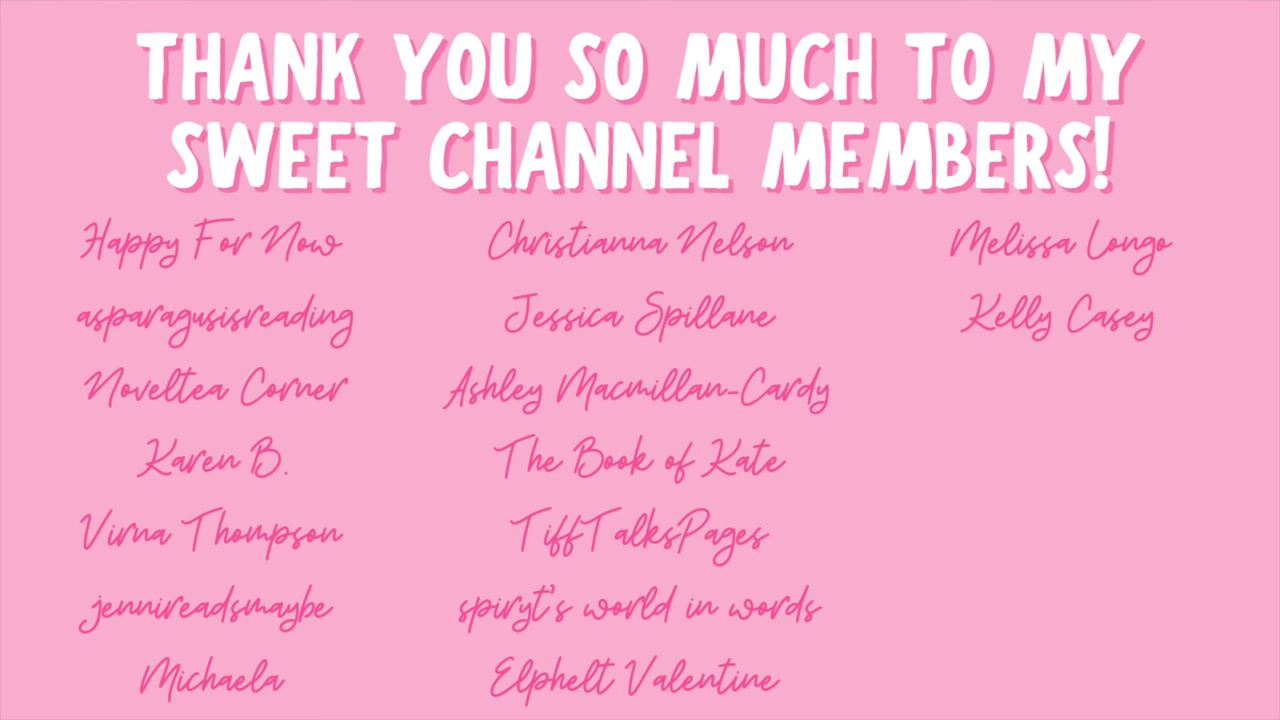 THANK YOU SO MUCH TO MY
SWEET CHANNEL MEMBERS!
Happy For Now
asparagusisreading
Noveltea Corner
Karen B.
Virna Thompson
jennireadsmaybe
Michaela
Christianna Nelson
Jessica Spillane
Ashley Macmillan-Cardy
The Book of Kate
TiffTalksPages
spiryt's world in words
Elphelt Valentine
Melissa Longo
Kelly Casey